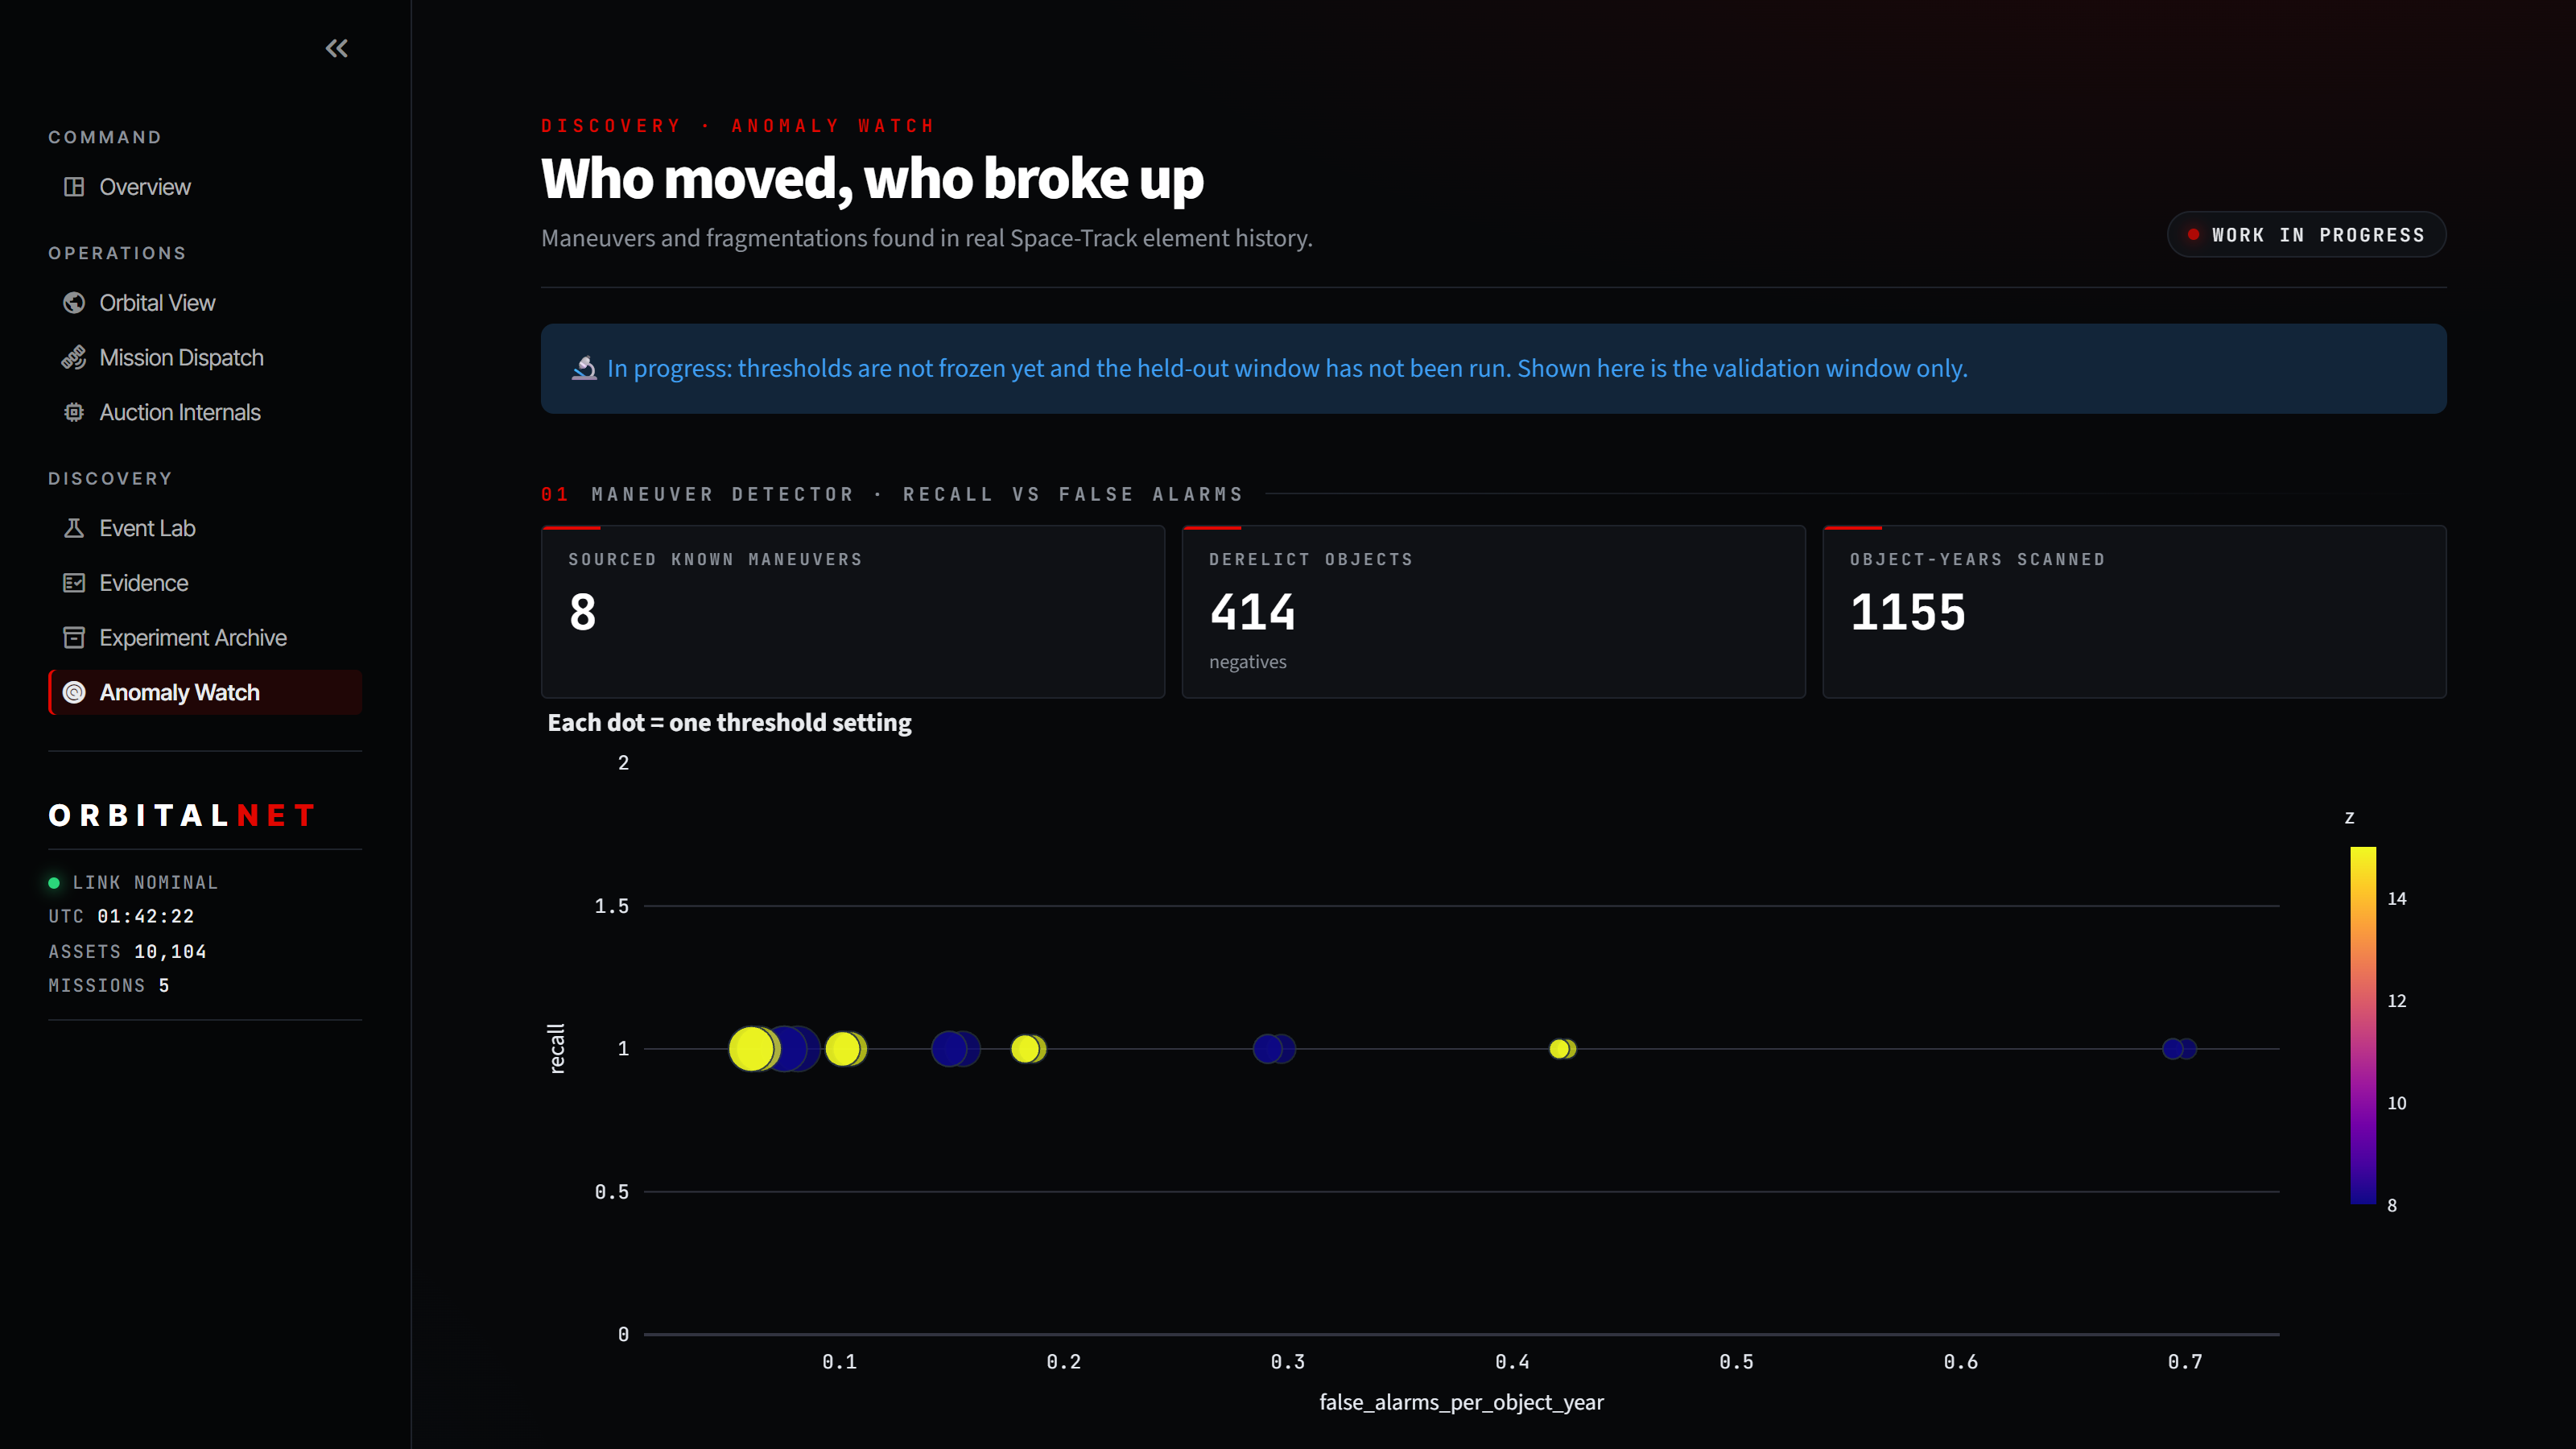 COMMAND
Overview
OPERATIONS
Orbital View
Mission Dispatch
Auction Internals
DISCOVERY
Event Lab
Evidence
Experiment Archive
Anomaly Watch
ORBITALNET
LINK NOMINAL
UTC 01:42:22
ASSETS 10,104
MISSIONS 5
DISCOVERY · ANOMALY WATCH
Who moved, who broke up
Maneuvers and fragmentations found in real Space-Track element history.
WORK IN PROGRESS
In progress: thresholds are not frozen yet and the held-out window has not been run. Shown here is the validation window only.
01 MANEUVER DETECTOR · RECALL VS FALSE ALARMS
SOURCED KNOWN MANEUVERS
8
DERELICT OBJECTS
414
negatives
OBJECT-YEARS SCANNED
1155
Each dot = one threshold setting
2
1.5
1
0.5
0
recall
0.1 0.2 0.3 0.4 0.5 0.6 0.7
false_alarms_per_object_year
z
14
12
10
8